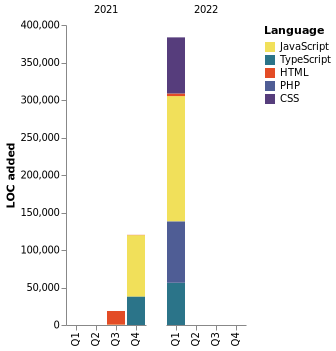 2021
2022
LOC added
400,000
350,000
300,000
250,000
200,000
150,000
100,000
50,000
0
Q1
Q2
Q3
Q4
Q1
Q2
Q3
Q4
Language
JavaScript
TypeScript
HTML
PHP
CSS